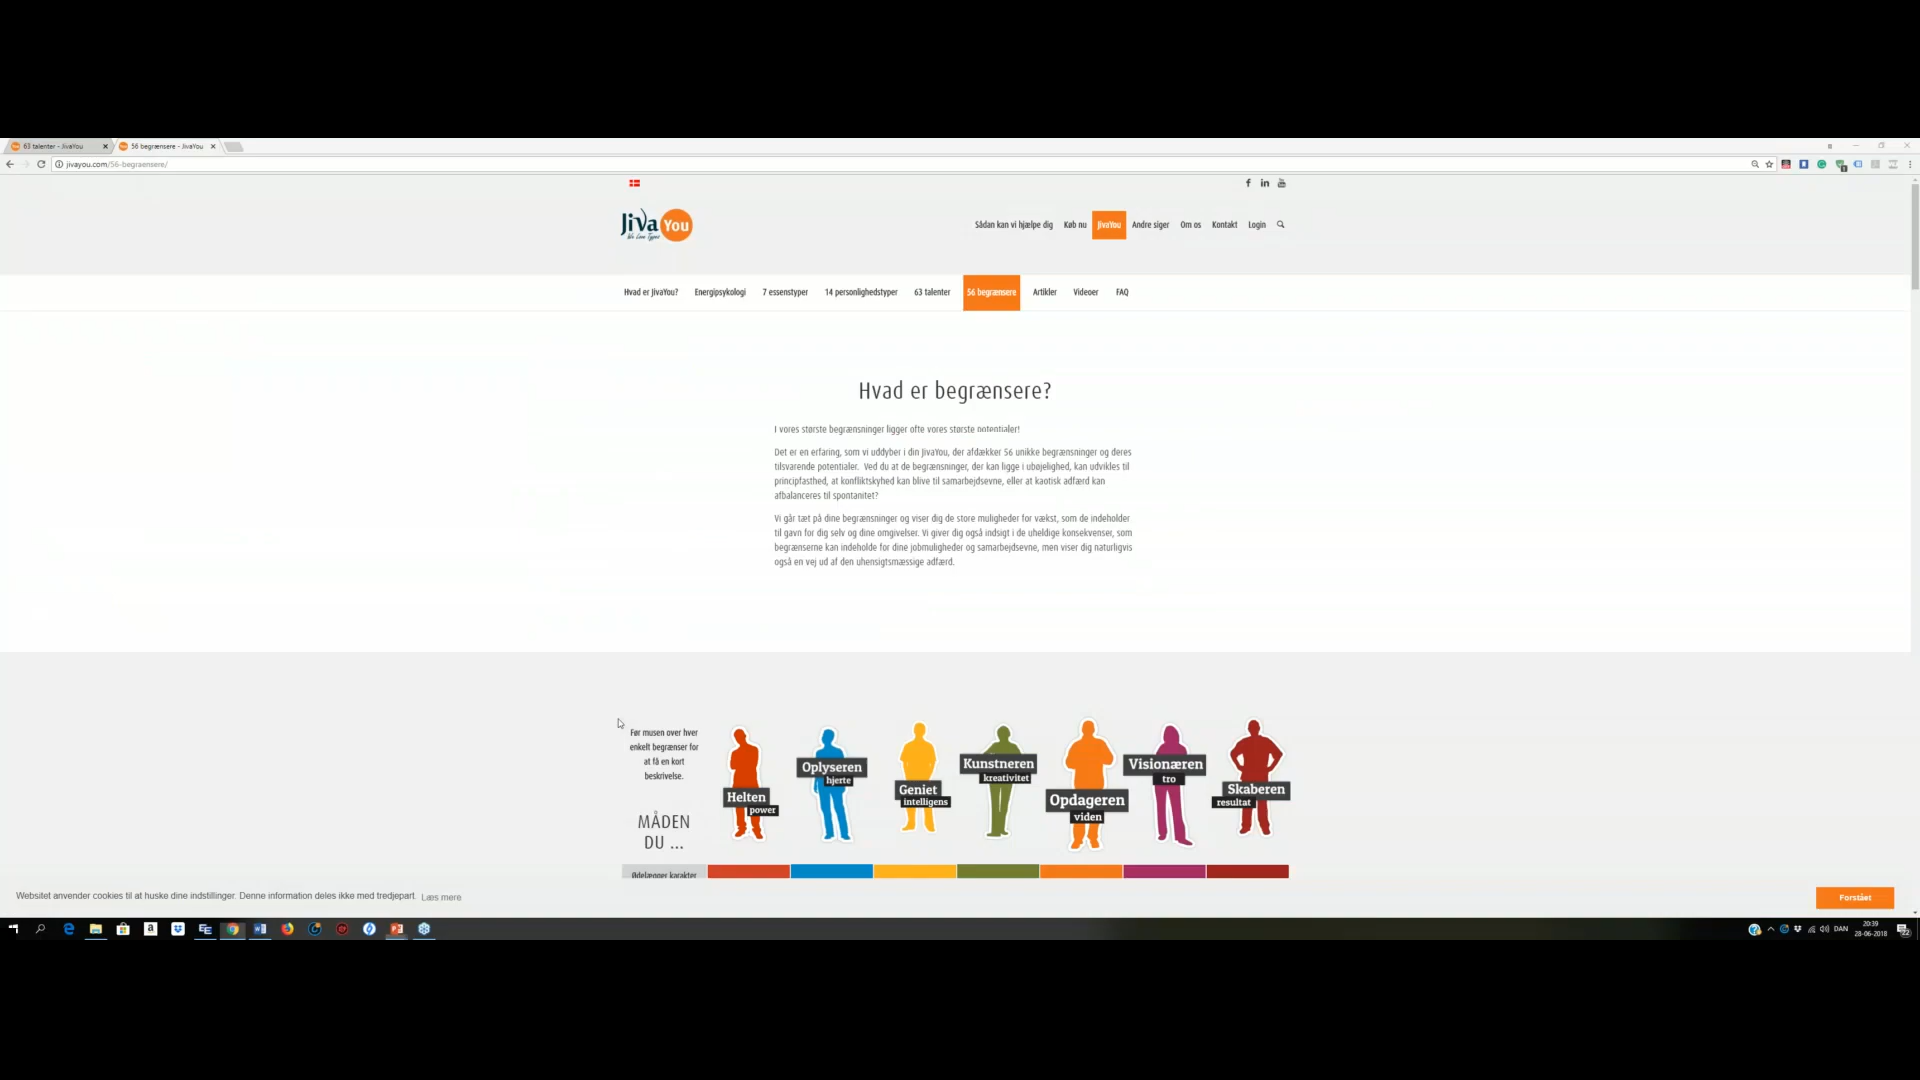 63 talenter - JivaYou
56 begrænsere - JivaYou
jivayou.com/56-begraensere/
JiVa You
We Love Types
Sådan kan vi hjælpe dig Køb nu JivaYou Andre siger Om os Kontakt Login
Hvad er JivaYou? Energipsykologi 7 essenstyper 14 personlighedstyper 63 talenter 56 begrænsere Artikler Videoer FAQ
Hvad er begrænsere?
I vores største begrænsninger ligger ofte vores største potentialer!
Det er en erfaring, som vi uddyber i din JivaYou, der afdækker 56 unikke begrænsninger og deres
tilsvarende potentialer. Ved du at de begrænsninger, der kan ligge i ubøjelighed, kan udvikles til
principfasthed, at konfliktskyhed kan blive til samarbejdsevne, eller at kaotisk adfærd kan
afbalanceres til spontanitet?
Vi går tæt på dine begrænsninger og viser dig de store muligheder for vækst, som de indeholder
til gavn for dig selv og dine omgivelser. Vi giver dig også indsigt i de uheldige konsekvenser, som
begrænserne kan indeholde for dine jobmuligheder og samarbejdsevne, men viser dig naturligvis
også en vej ud af den uhensigtsmæssige adfærd.
Før musen over hver
enkelt begrænser for
at få en kort
beskrivelse.
MÅDEN
DU ...
Helten
power
Oplyseren
hjerte
Geniet
intelligens
Kunstneren
kreativitet
Opdageren
viden
Visionæren
tro
Skaberen
resultat
Ødelægger karakter
Websitet anvender cookies til at huske dine indstillinger. Denne information deles ikke med tredjepart. Læs mere
Forstået
DAN
20:39
28-06-2018
22